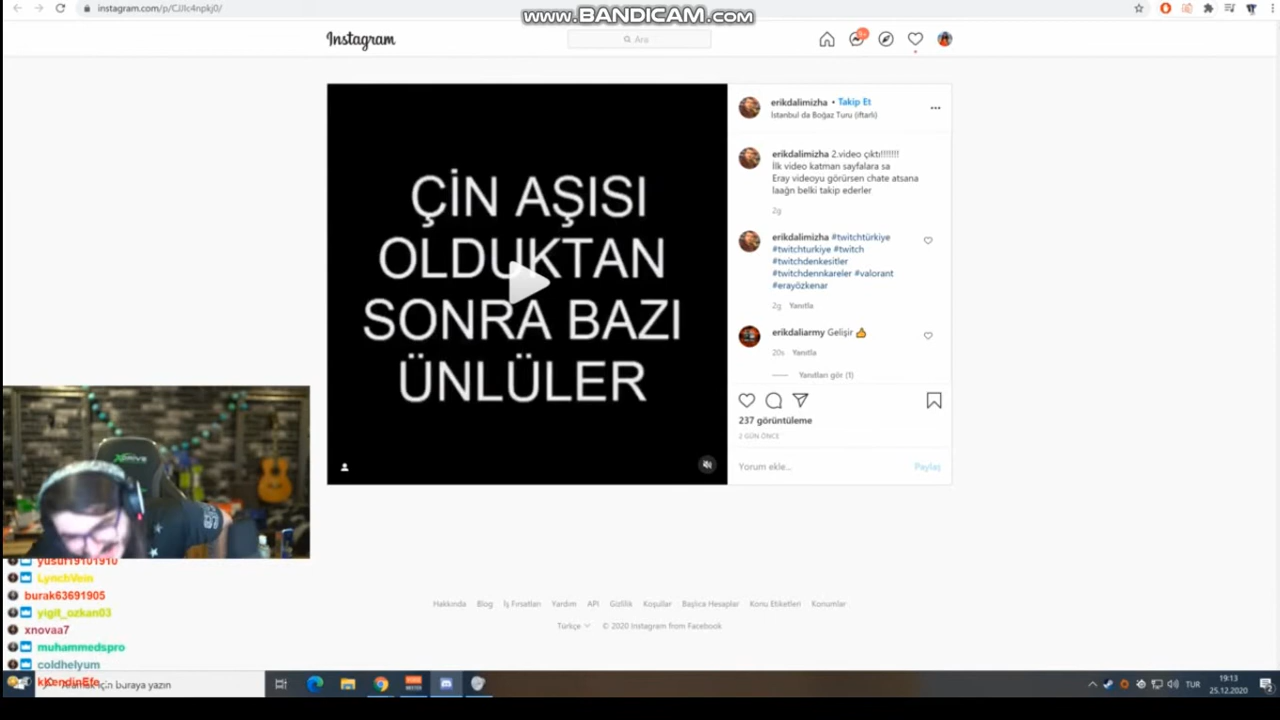 instagram.com/p/CJJlc4npkj0/
www.BANDICAM.com
Instagram
Ara
ÇİN AŞISI
OLDUKTAN
SONRA BAZI
ÜNLÜLER
erikdalimizha • Takip Et
İstanbul da Boğaz Turu (iftarlı)
erikdalimizha 2.video çıktı!!!!!!!
İlk video katman sayfalara sa
Eray videoyu görürsen chate atsana
laağn belki takip ederler
2g
erikdalimizha #twitchtürkiye
#twitchturkiye #twitch
#twitchdenkesitler
#twitchdennkareler #valorant
#erayözkenar
2g Yanıtla
erikdaliarmy Gelişir 👍
20s Yanıtla
Yanıtları gör (1)
237 görüntüleme
2 GÜN ÖNCE
Yorum ekle...
Paylaş
yusuf19101910
LynchVein
burak63691905
yigit_ozkan03
xnovaa7
muhammedspro
coldhelyum
kKendinEfe
Aramak için buraya yazın
Hakkında Blog İş Fırsatları Yardım API Gizlilik Koşullar Başlıca Hesaplar Konu Etiketleri Konumlar
Türkçe © 2020 Instagram from Facebook
TUR
19:13
25.12.2020